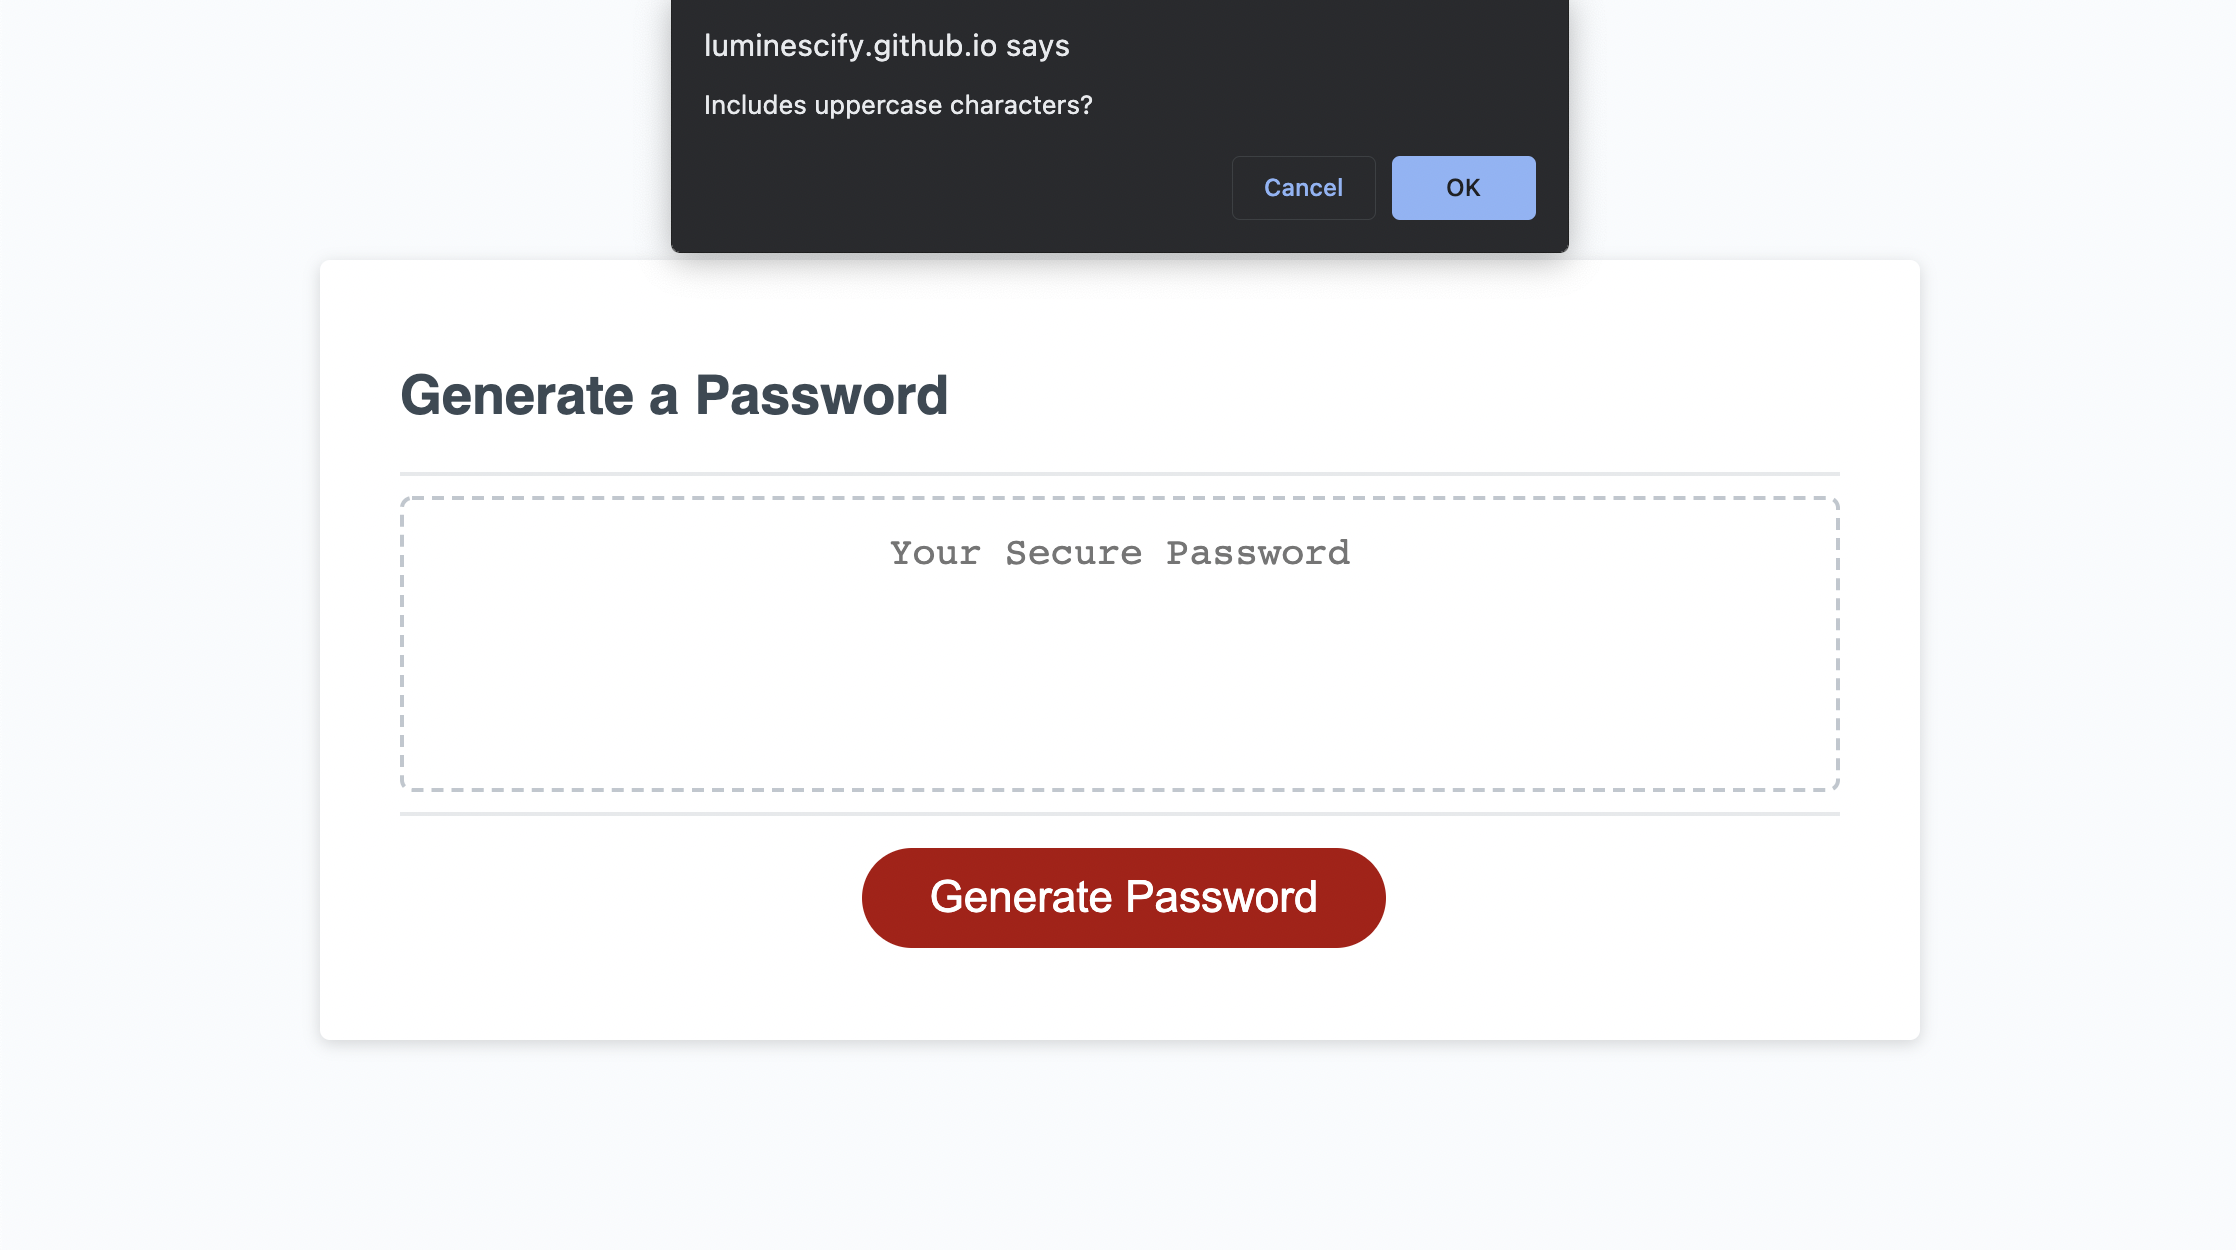 luminescify.github.io says
Includes uppercase characters?
Cancel OK
Generate a Password
Your Secure Password
Generate Password